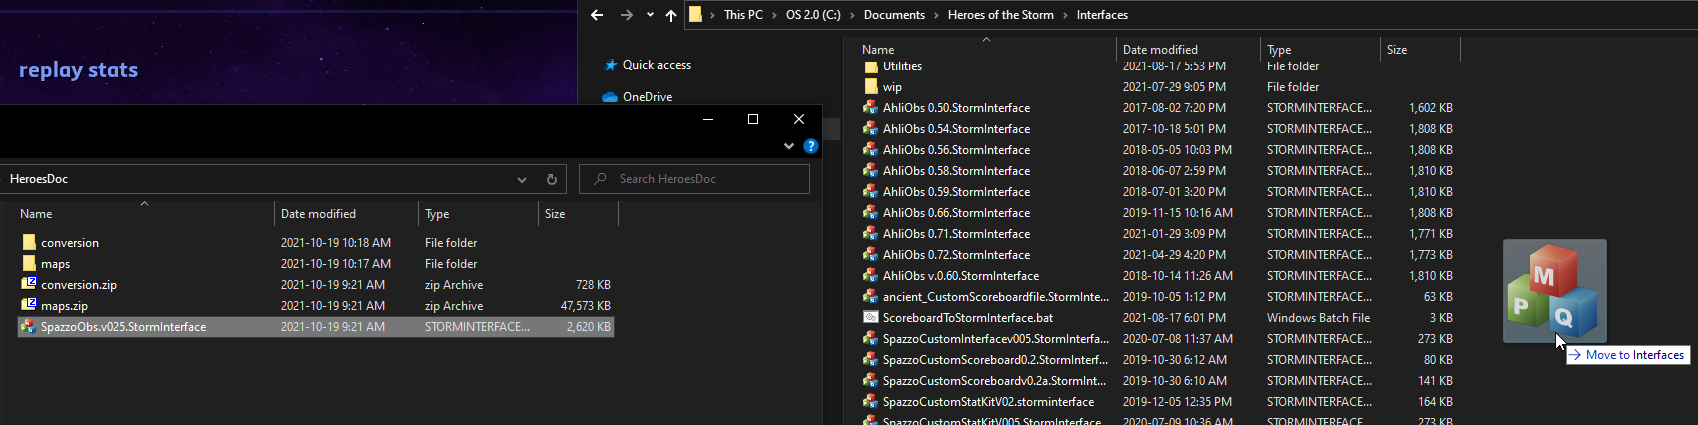 replay stats
HeroesDoc
Search HeroesDoc
Name Date modified Type Size
conversion 2021-10-19 10:18 AM File folder
maps 2021-10-19 10:17 AM File folder
conversion.zip 2021-10-19 9:21 AM zip Archive 728 KB
maps.zip 2021-10-19 9:21 AM zip Archive 47,573 KB
SpazzoObs.v025.StormInterface 2021-10-19 9:21 AM STORMINTERFACE... 2,620 KB
This PC > OS 2.0 (C:) > Documents > Heroes of the Storm > Interfaces
Quick access
OneDrive
Name Date modified Type Size
Utilities 2021-08-17 5:53 PM File folder
wip 2021-07-29 9:05 PM File folder
AhliObs 0.50.StormInterface 2017-08-02 7:20 PM STORMINTERFACE... 1,602 KB
AhliObs 0.54.StormInterface 2017-10-18 5:01 PM STORMINTERFACE... 1,808 KB
AhliObs 0.56.StormInterface 2018-05-05 10:03 PM STORMINTERFACE... 1,808 KB
AhliObs 0.58.StormInterface 2018-06-07 2:59 PM STORMINTERFACE... 1,810 KB
AhliObs 0.59.StormInterface 2018-07-01 3:20 PM STORMINTERFACE... 1,810 KB
AhliObs 0.66.StormInterface 2019-11-15 10:16 AM STORMINTERFACE... 1,808 KB
AhliObs 0.71.StormInterface 2021-01-29 3:09 PM STORMINTERFACE... 1,771 KB
AhliObs 0.72.StormInterface 2021-04-29 4:20 PM STORMINTERFACE... 1,773 KB
AhliObs v.0.60.StormInterface 2018-10-14 11:26 AM STORMINTERFACE... 1,810 KB
ancient_CustomScoreboardfile.StormInte... 2019-10-05 1:12 PM STORMINTERFACE... 63 KB
ScoreboardToStormInterface.bat 2021-08-17 6:01 PM Windows Batch File 3 KB
SpazzoCustomInterfacev005.StormInterfa... 2020-07-08 11:37 AM STORMINTERFACE... 273 KB
SpazzoCustomScoreboard0.2.StormInterf... 2019-10-30 6:12 AM STORMINTERFACE... 80 KB
SpazzoCustomScoreboardv0.2a.StormInt... 2019-10-30 6:10 AM STORMINTERFACE... 141 KB
SpazzoCustomStatKitV02.storminterface 2019-12-05 12:35 PM STORMINTERFACE... 164 KB
SpazzoCustomStatKitV005.StormInterface 2020-07-09 10:36 AM STORMINTERFACE... 273 KB
M
P
Q
Move to Interfaces